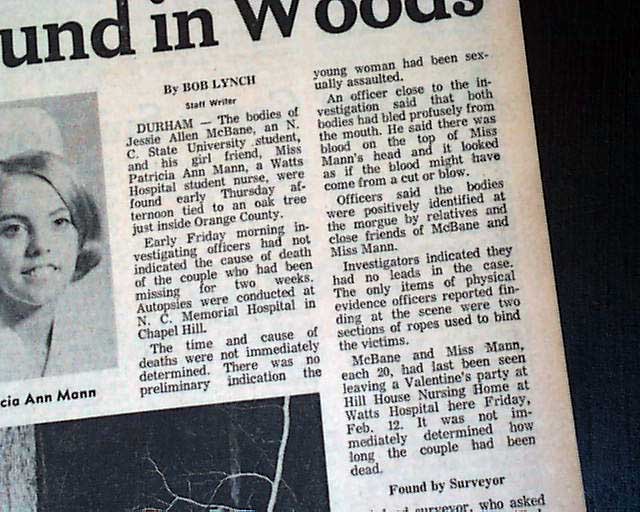 und in Woods
By BOB LYNCH
Staff Writer
DURHAM — The bodies of
Jessie Allen McBane, an N.
C. State University student,
and his girl friend, Miss
Patricia Ann Mann, a Watts
Hospital student nurse, were
found early Thursday af-
ternoon tied to an oak tree
just inside Orange County.
Early Friday morning in-
vestigating officers had not
indicated the cause of death
of the couple who had been
missing for two weeks.
Autopsies were conducted at
N. C. Memorial Hospital in
Chapel Hill.
The time and cause of
deaths were not immediately
determined. There was no
preliminary indication the
young woman had been sex-
ually assaulted.
An officer close to the in-
vestigation said that both
bodies had bled profusely from
the mouth. He said there was
blood on the top of Miss
Mann's head and it looked
as if the blood might have
come from a cut or blow.
Officers said the bodies
were positively identified at
the morgue by relatives and
close friends of McBane and
Miss Mann.
Investigators indicated they
had no leads in the case.
The only items of physical
evidence officers reported fin-
ding at the scene were two
sections of ropes used to bind
the victims.
McBane and Miss Mann,
each 20, had last been seen
leaving a Valentine's party at
Hill House Nursing Home at
Watts Hospital here Friday,
Feb. 12. It was not im-
mediately determined how
long the couple had been
dead.
Found by Surveyor
surveyor, who asked
cia Ann Mann